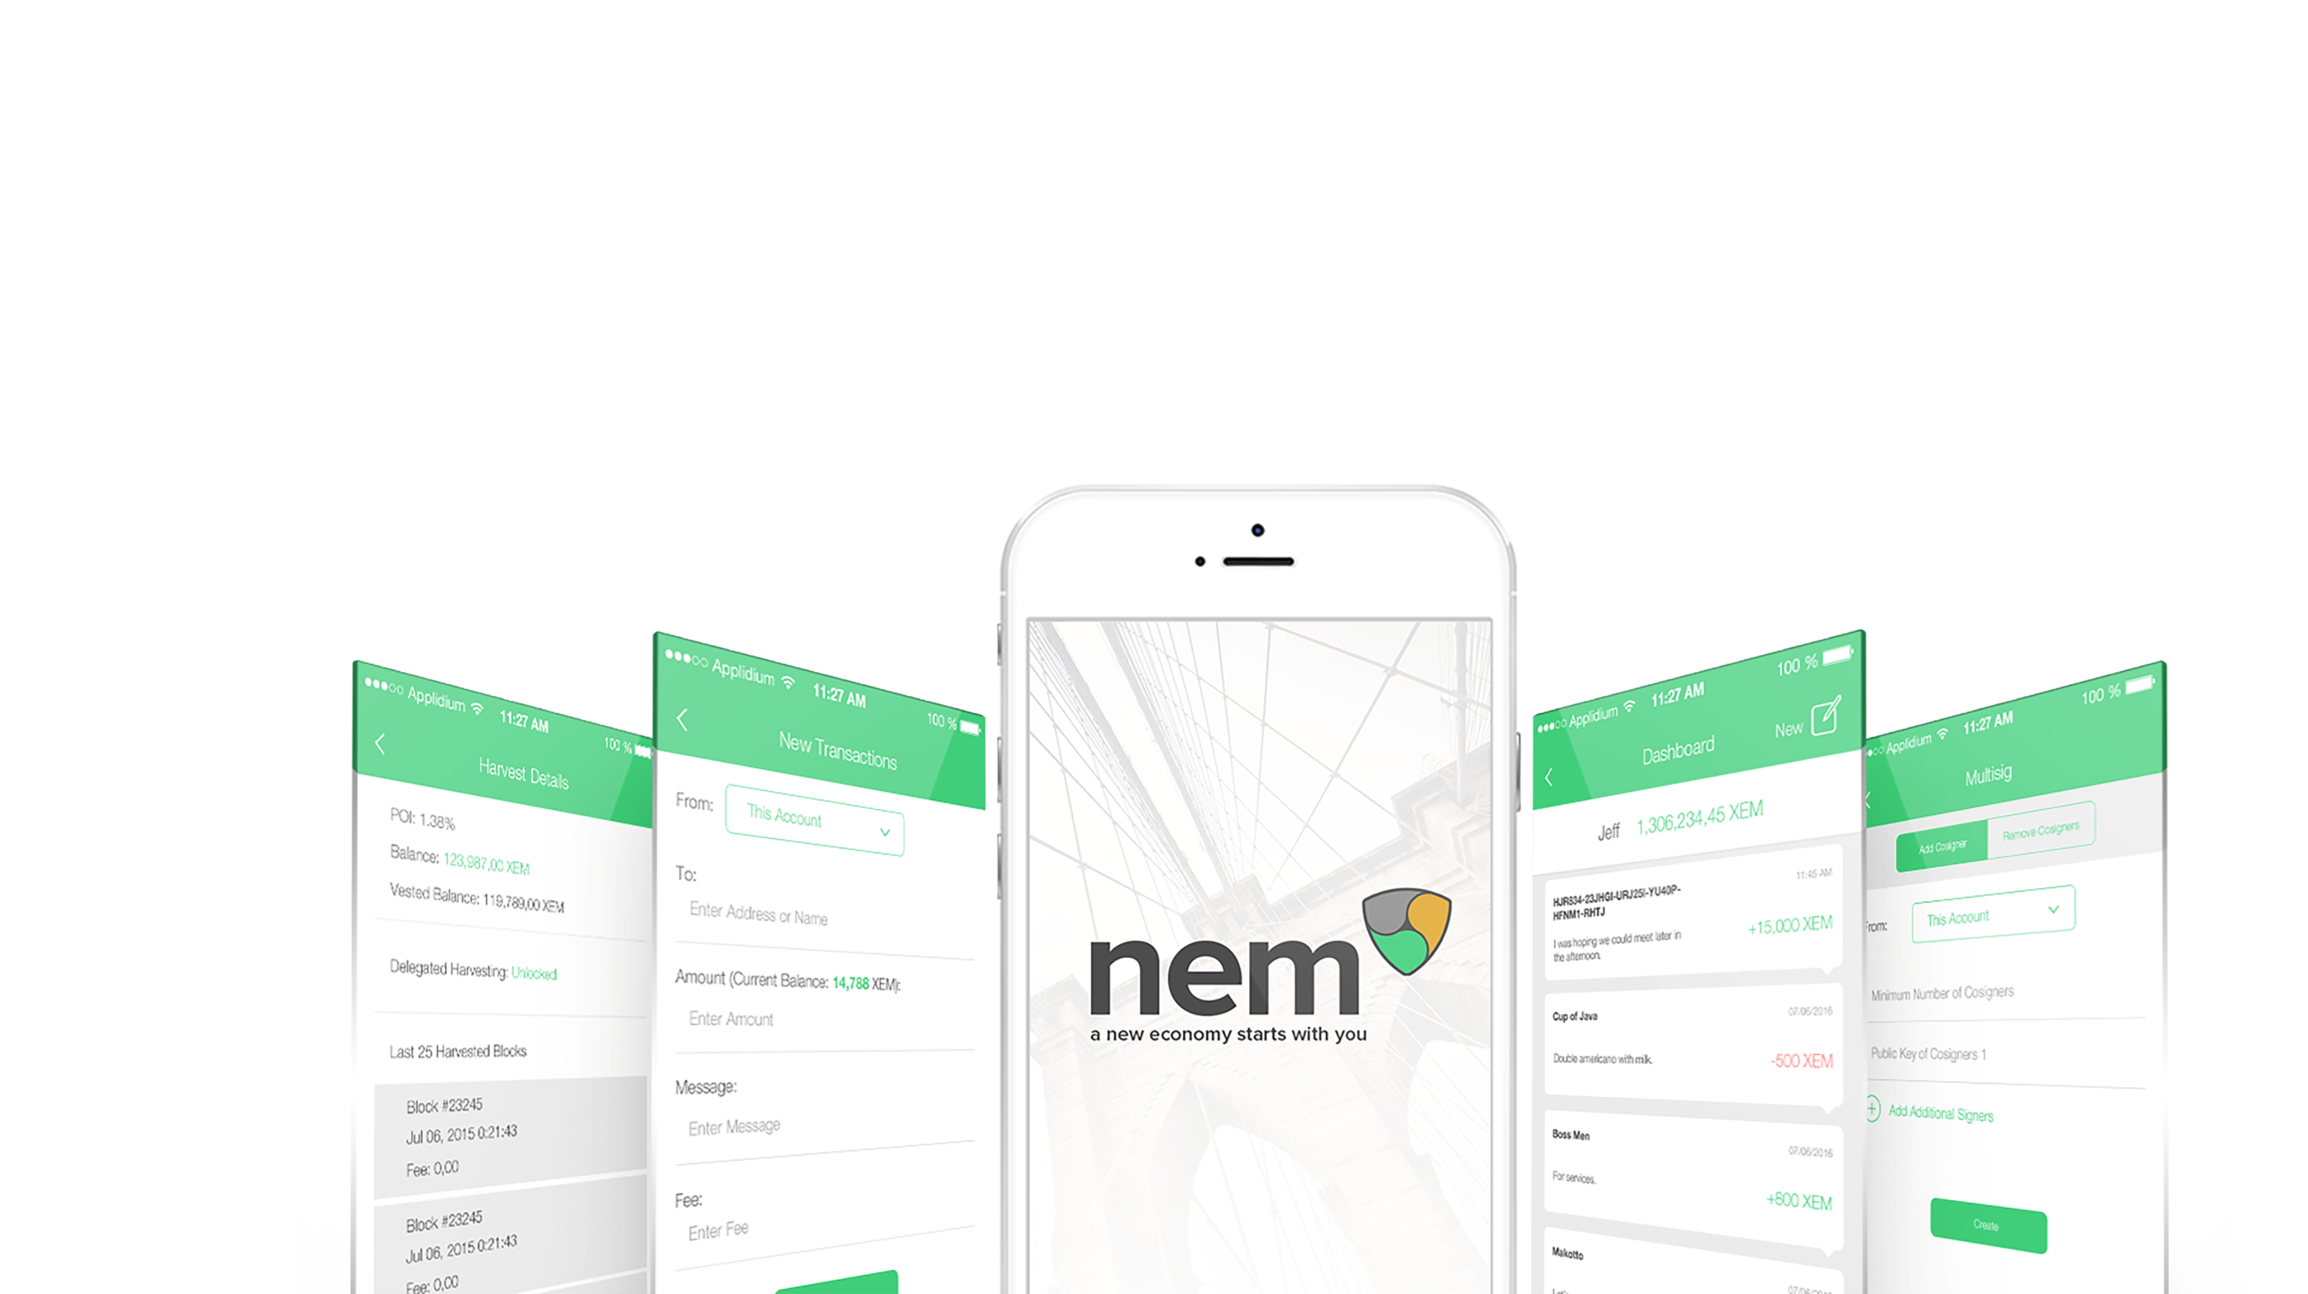 Applidium 11:27 AM 100 %
Harvest Details
POI: 1.38%
Balance: 123,987,00 XEM
Vested Balance: 119,789,00 XEM
Delegated Harvesting: Unlocked
Last 25 Harvested Blocks
Block #23245
Jul 06, 2015 0:21:43
Fee: 0,00
Block #23245
Jul 06, 2015 0:21:43
Fee: 0,00
Applidium 11:27 AM 100 %
New Transactions
From: This Account
To:
Enter Address or Name
Amount (Current Balance: 14,788 XEM):
Enter Amount
Message:
Enter Message
Fee:
Enter Fee
nem
a new economy starts with you
Applidium 11:27 AM 100 %
Dashboard New
Jeff 1,306,234,45 XEM
11:45 AM
HJR834-23JHGI-URJ25I-YU40P-
HFNM1-RHTJ
+15,000 XEM
I was hoping we could meet later in
the afternoon.
Cup of Java 07/06/2016
Double americano with milk. -500 XEM
Boss Men 07/06/2016
For services. +800 XEM
Makotto
Applidium 11:27 AM 100 %
Multisig
Add Cosigner Remove Cosigners
From: This Account
Minimum Number of Cosigners
Public Key of Cosigners 1
Add Additional Signers
Create